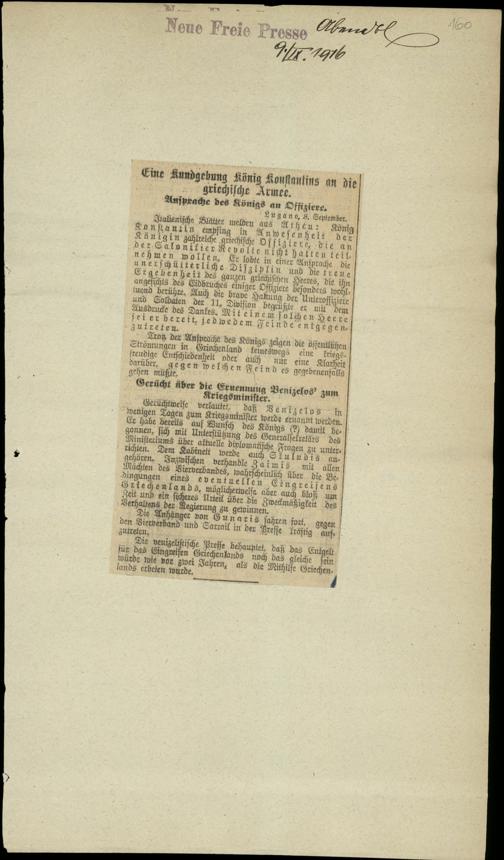 Neue Freie Presse
Abendbl
9/IX. 1916
160
Eine Kundgebung König Konstantins an die
griechische Armee.
Ansprache des Königs an Offiziere.
Lugano, 8. September.
Italienische Blätter melden aus Athen: König
Konstantin empfing in Anwesenheit der
Königin zahlreiche griechische Offiziere, die an
der Salonikier Revolte nicht hatten teil-
nehmen wollen. Er lobte in einer Ansprache die
unerschütterliche Disziplin und die treue
Ergebenheit des ganzen griechischen Heeres, die ihn
angesichts des Eidbruches einiger Offiziere besonders wohl-
tuend berühre. Auch die brave Haltung der Unteroffiziere
und Soldaten der 11. Division begrüßte er mit dem
Ausdruck des Dankes. Mit einem solchen Heere
sei er bereit, jedwedem Feinde entgegen-
zutreten.
Trotz der Ansprache des Königs zeigen die öffentlichen
Strömungen in Griechenland keineswegs eine kriegs-
freudige Entschiedenheit oder auch nur eine Klarheit
darüber, gegen welchen Feind es gegebenenfalls
gehen müßte.
Gerücht über die Ernennung Venizelos' zum
Kriegsminister.
Gerüchtweise verlautet, daß Venizelos in
wenigen Tagen zum Kriegsminister werde ernannt werden.
Er habe bereits auf Wunsch des Königs (?) damit be-
gonnen, sich mit Unterstützung des Generalsekretärs des
Ministeriums über aktuelle diplomatische Fragen zu unter-
richten. Dem Kabinett werde auch Skuludis an-
gehören. Inzwischen verhandle Zaimis mit allen
Mächten des Vierverbandes, wahrscheinlich über die Be-
dingungen eines eventuellen Eingreifens
Griechenlands, möglicherweise aber auch bloß um
Zeit und ein sicheres Urteil über die Zweckmäßigkeit des
Verhaltens der Regierung zu gewinnen.
Die Anhänger von Gunaris fahren fort, gegen
den Vierverband und Sarrail in der Presse kräftig auf-
zutreten.
Die venizelistische Presse behauptet, daß das Entgelt
für das Eingreifen Griechenlands noch das gleiche sein
würde wie vor zwei Jahren, als die Mithilfe Griechen-
lands erbeten wurde.